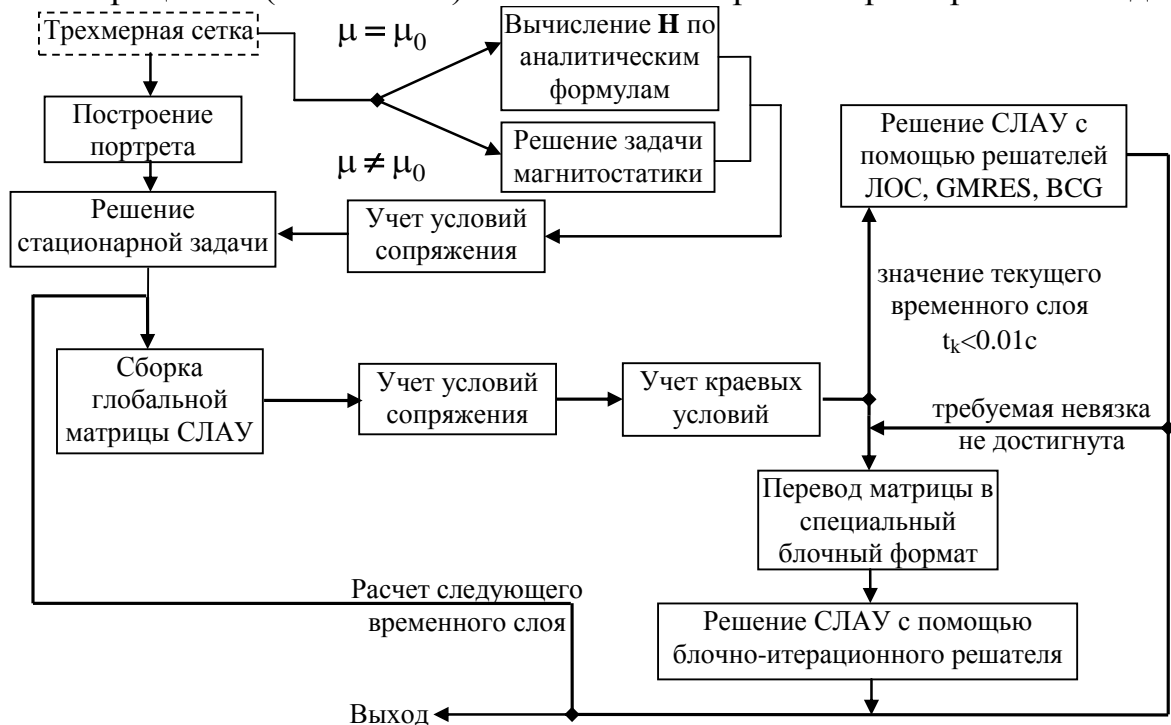 Трехмерная сетка
μ = μ₀
Вычисление H по
аналитическим
формулам
Построение
портрета
μ ≠ μ₀
Решение задачи
магнитостатики
Решение СЛАУ с
помощью решателей
ЛОС, GMRES, BCG
Решение
стационарной задачи
Учет условий
сопряжения
значение текущего
временного слоя
tₖ<0.01с
Сборка
глобальной
матрицы СЛАУ
Учет условий
сопряжения
Учет краевых
условий
требуемая невязка
не достигнута
Перевод матрицы в
специальный
блочный формат
Расчет следующего
временного слоя
Решение СЛАУ с помощью
блочно-итерационного решателя
Выход